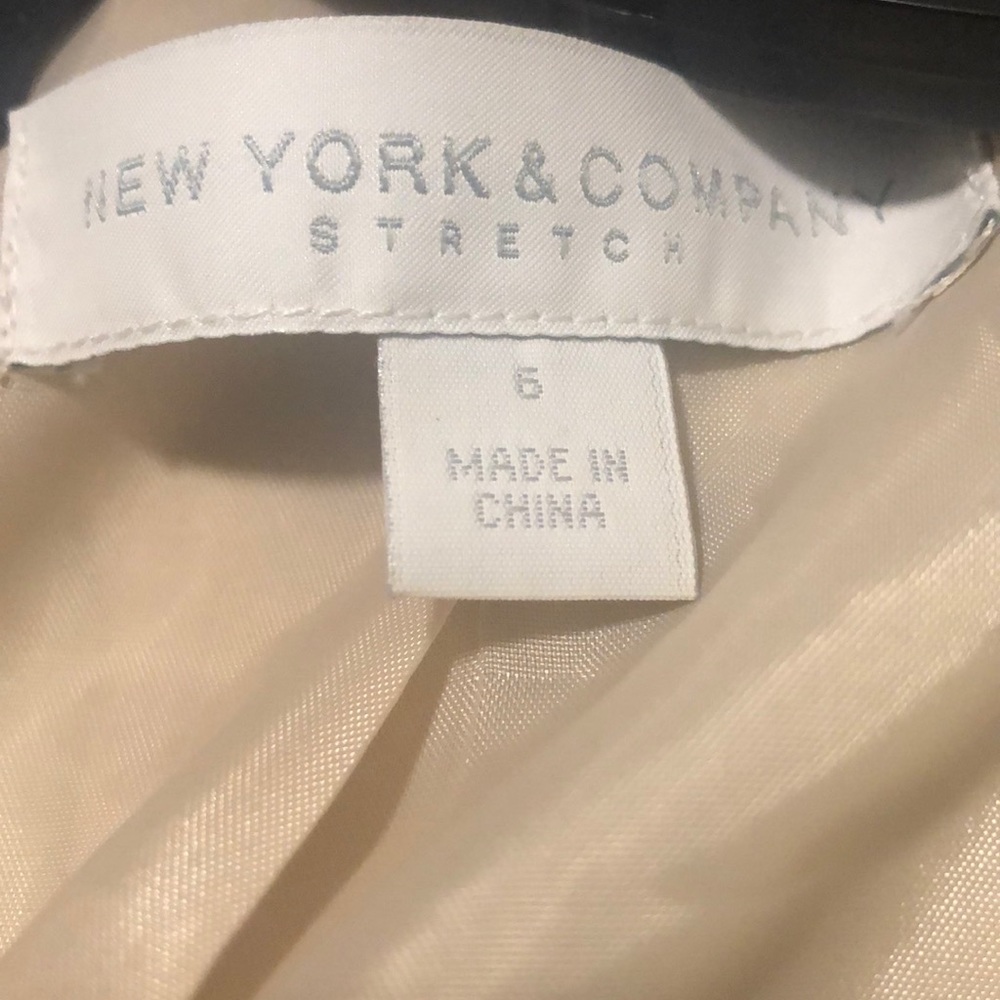 NEW YORK & COMPANY
STRETCH
6
MADE IN
CHINA